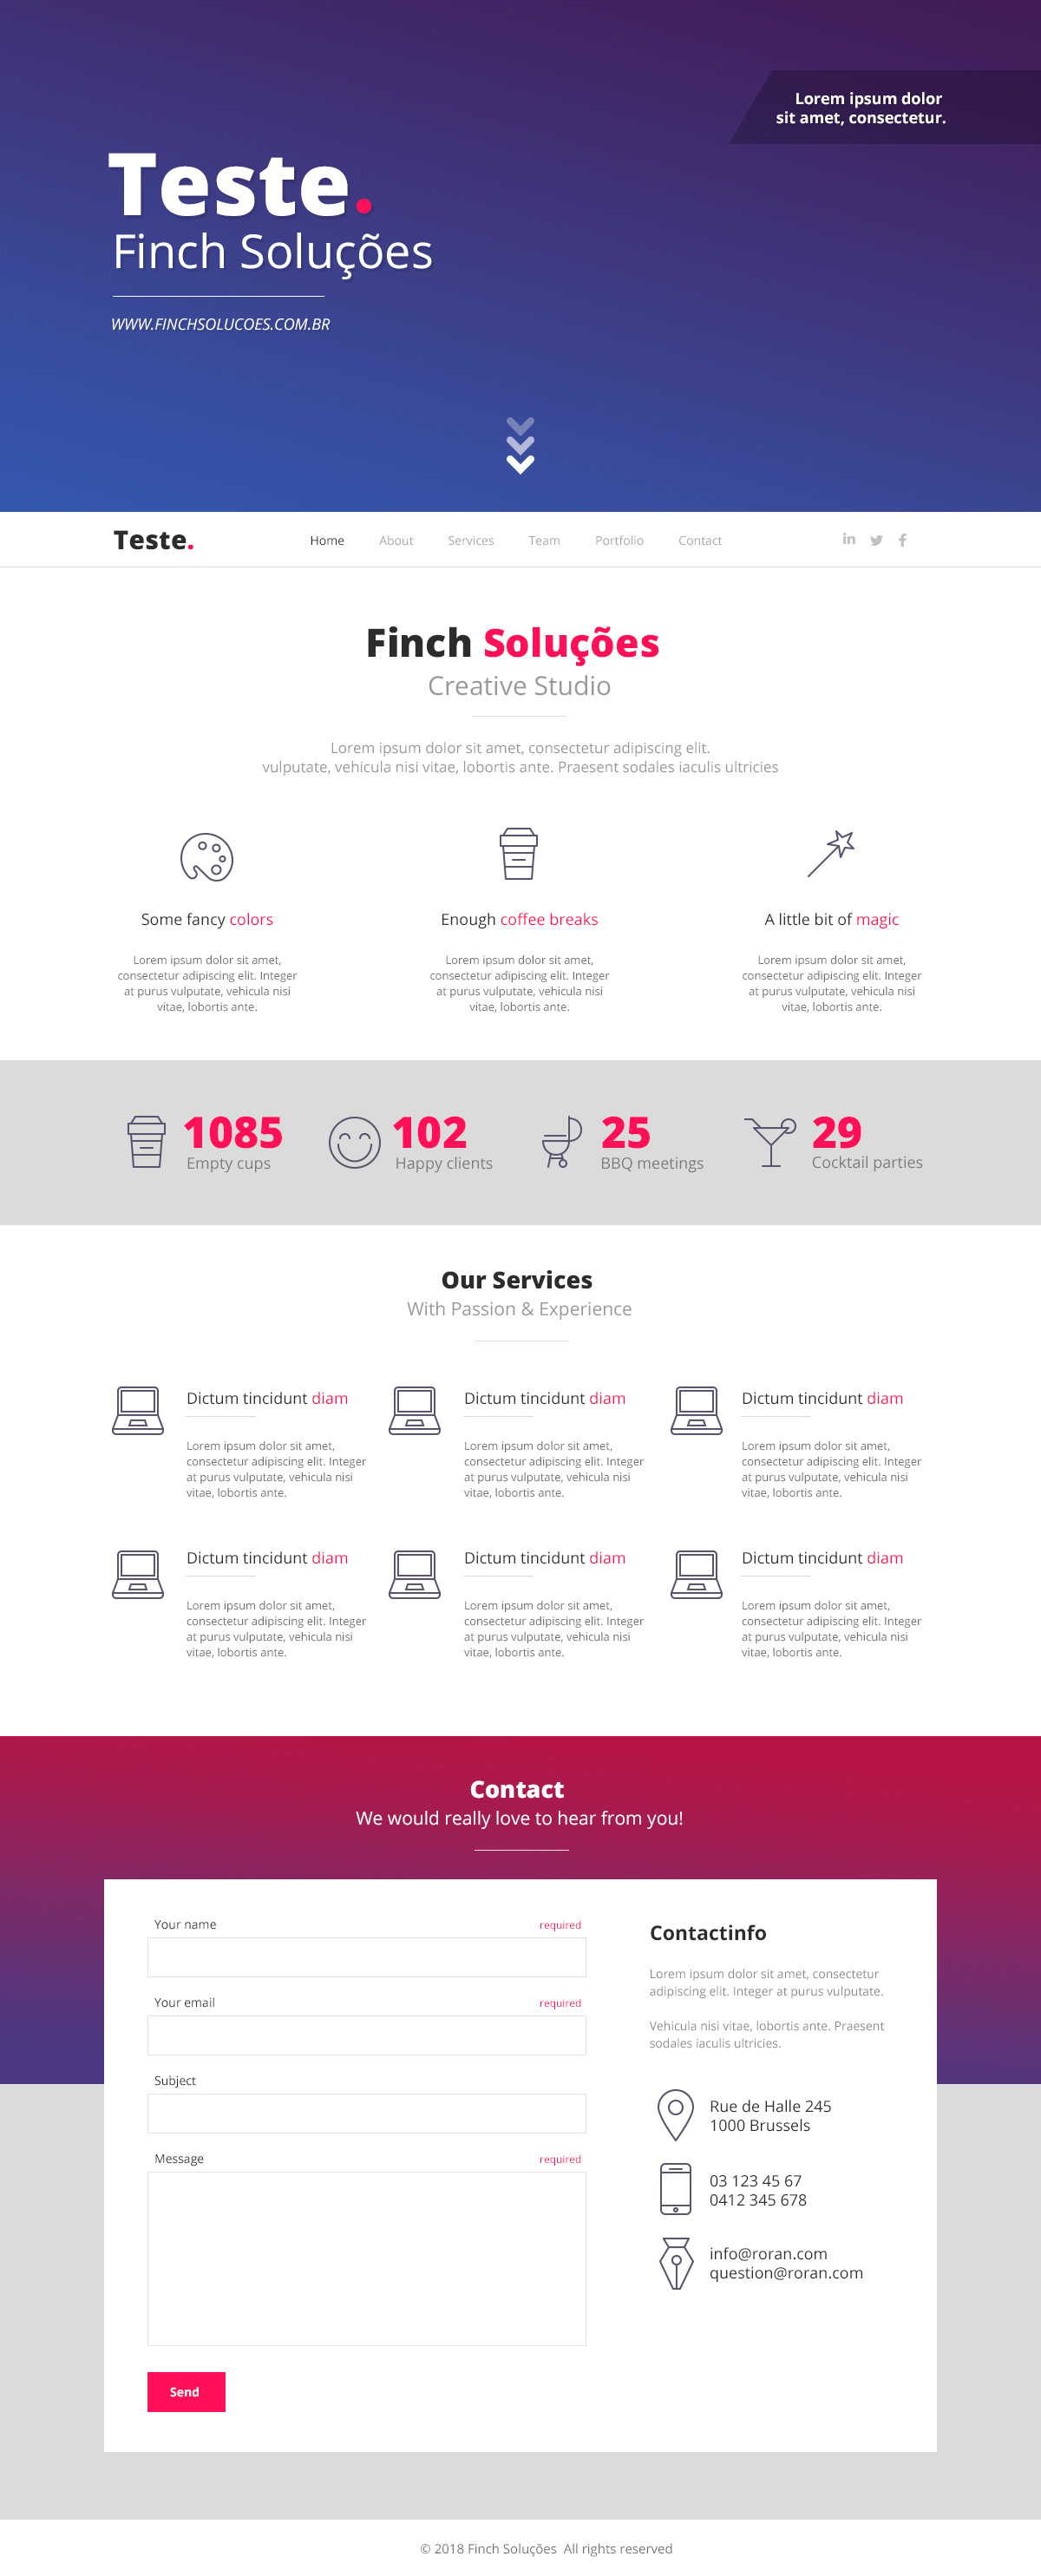 Lorem ipsum dolor
sit amet, consectetur.
Teste.
Finch Soluções
WWW.FINCHSOLUCOES.COM.BR
Teste.
Home About Services Team Portfolio Contact
Finch Soluções
Creative Studio
Lorem ipsum dolor sit amet, consectetur adipiscing elit.
vulputate, vehicula nisi vitae, lobortis ante. Praesent sodales iaculis ultricies
Some fancy colors
Lorem ipsum dolor sit amet,
consectetur adipiscing elit. Integer
at purus vulputate, vehicula nisi
vitae, lobortis ante.
Enough coffee breaks
Lorem ipsum dolor sit amet,
consectetur adipiscing elit. Integer
at purus vulputate, vehicula nisi
vitae, lobortis ante.
A little bit of magic
Lorem ipsum dolor sit amet,
consectetur adipiscing elit. Integer
at purus vulputate, vehicula nisi
vitae, lobortis ante.
1085
Empty cups
102
Happy clients
25
BBQ meetings
29
Cocktail parties
Our Services
With Passion & Experience
Dictum tincidunt diam
Lorem ipsum dolor sit amet,
consectetur adipiscing elit. Integer
at purus vulputate, vehicula nisi
vitae, lobortis ante.
Dictum tincidunt diam
Lorem ipsum dolor sit amet,
consectetur adipiscing elit. Integer
at purus vulputate, vehicula nisi
vitae, lobortis ante.
Dictum tincidunt diam
Lorem ipsum dolor sit amet,
consectetur adipiscing elit. Integer
at purus vulputate, vehicula nisi
vitae, lobortis ante.
Dictum tincidunt diam
Lorem ipsum dolor sit amet,
consectetur adipiscing elit. Integer
at purus vulputate, vehicula nisi
vitae, lobortis ante.
Dictum tincidunt diam
Lorem ipsum dolor sit amet,
consectetur adipiscing elit. Integer
at purus vulputate, vehicula nisi
vitae, lobortis ante.
Dictum tincidunt diam
Lorem ipsum dolor sit amet,
consectetur adipiscing elit. Integer
at purus vulputate, vehicula nisi
vitae, lobortis ante.
Contact
We would really love to hear from you!
Your name required
Your email required
Subject
Message required
Send
Contactinfo
Lorem ipsum dolor sit amet, consectetur
adipiscing elit. Integer at purus vulputate.
Vehicula nisi vitae, lobortis ante. Praesent
sodales iaculis ultricies.
Rue de Halle 245
1000 Brussels
03 123 45 67
0412 345 678
info@roran.com
question@roran.com
© 2018 Finch Soluções All rights reserved